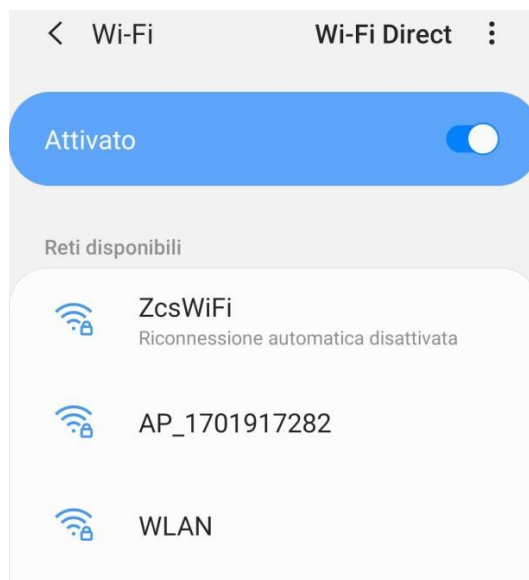 Wi-Fi Wi-Fi Direct
Attivato
Reti disponibili
ZcsWiFi
Riconnessione automatica disattivata
AP_1701917282
WLAN